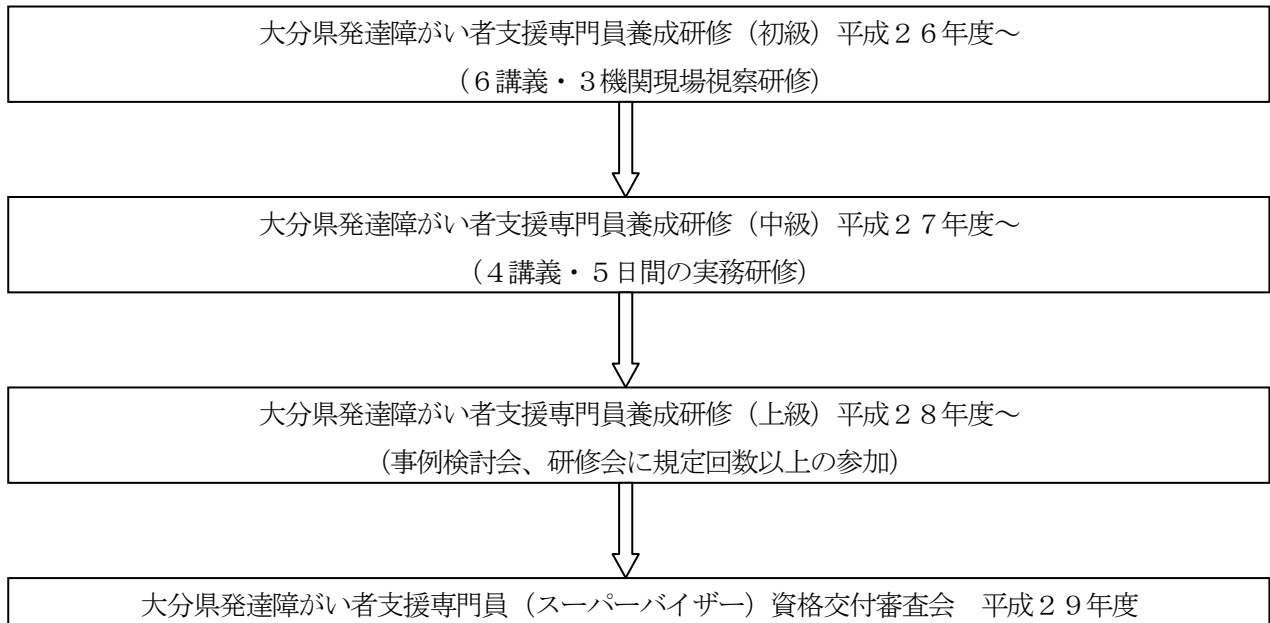 大分県発達障がい者支援専門員養成研修（初級）平成２６年度～
（６講義・３機関現場視察研修）
大分県発達障がい者支援専門員養成研修（中級）平成２７年度～
（４講義・５日間の実務研修）
大分県発達障がい者支援専門員養成研修（上級）平成２８年度～
（事例検討会、研修会に規定回数以上の参加）
大分県発達障がい者支援専門員（スーパーバイザー）資格交付審査会　平成２９年度